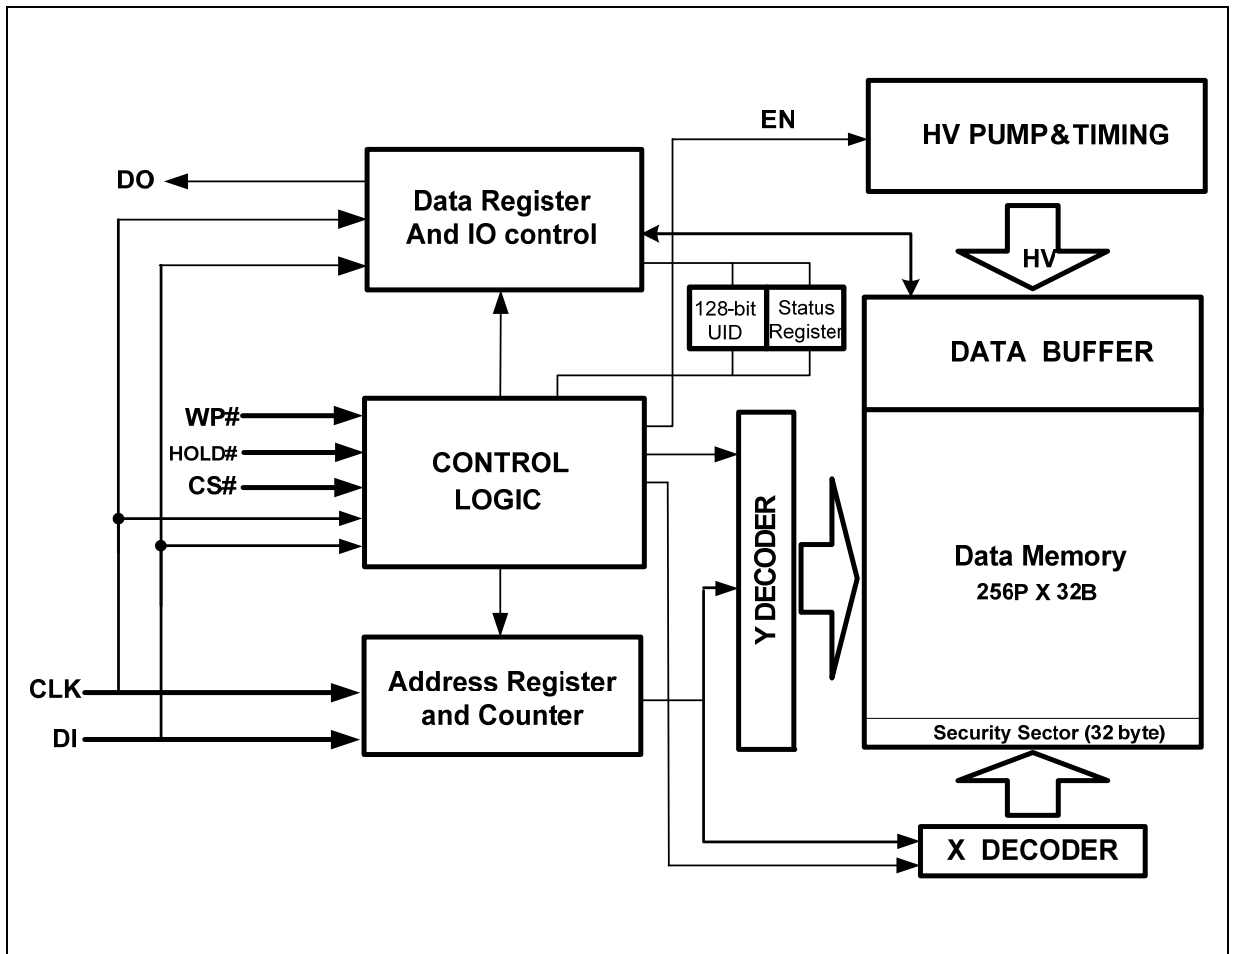 EN
HV PUMP&TIMING
DO
Data Register
And IO control
HV
128-bit
UID
Status
Register
DATA BUFFER
WP#
HOLD#
CS#
CONTROL
LOGIC
Y DECODER
Data Memory
256P X 32B
CLK
DI
Address Register
and Counter
Security Sector (32 byte)
X DECODER